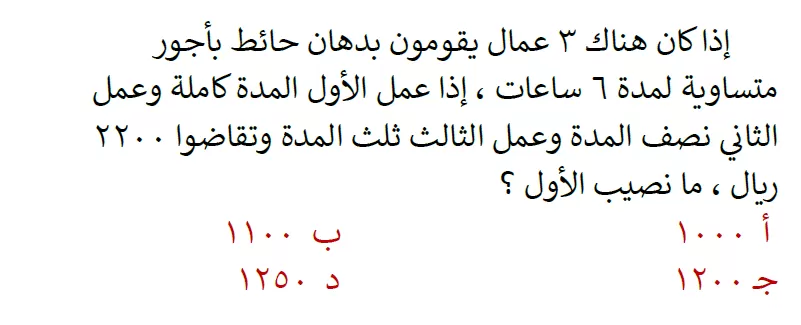 إذا كان هناك ٣ عمال يقومون بدهان حائط بأجور
متساوية لمدة ٦ ساعات ، إذا عمل الأول المدة كاملة وعمل
الثاني نصف المدة وعمل الثالث ثلث المدة وتقاضوا ٢٢٠٠
ريال ، ما نصيب الأول ؟
أ ١٠٠٠ ب ١١٠٠
جـ ١٢٠٠ د ١٢٥٠